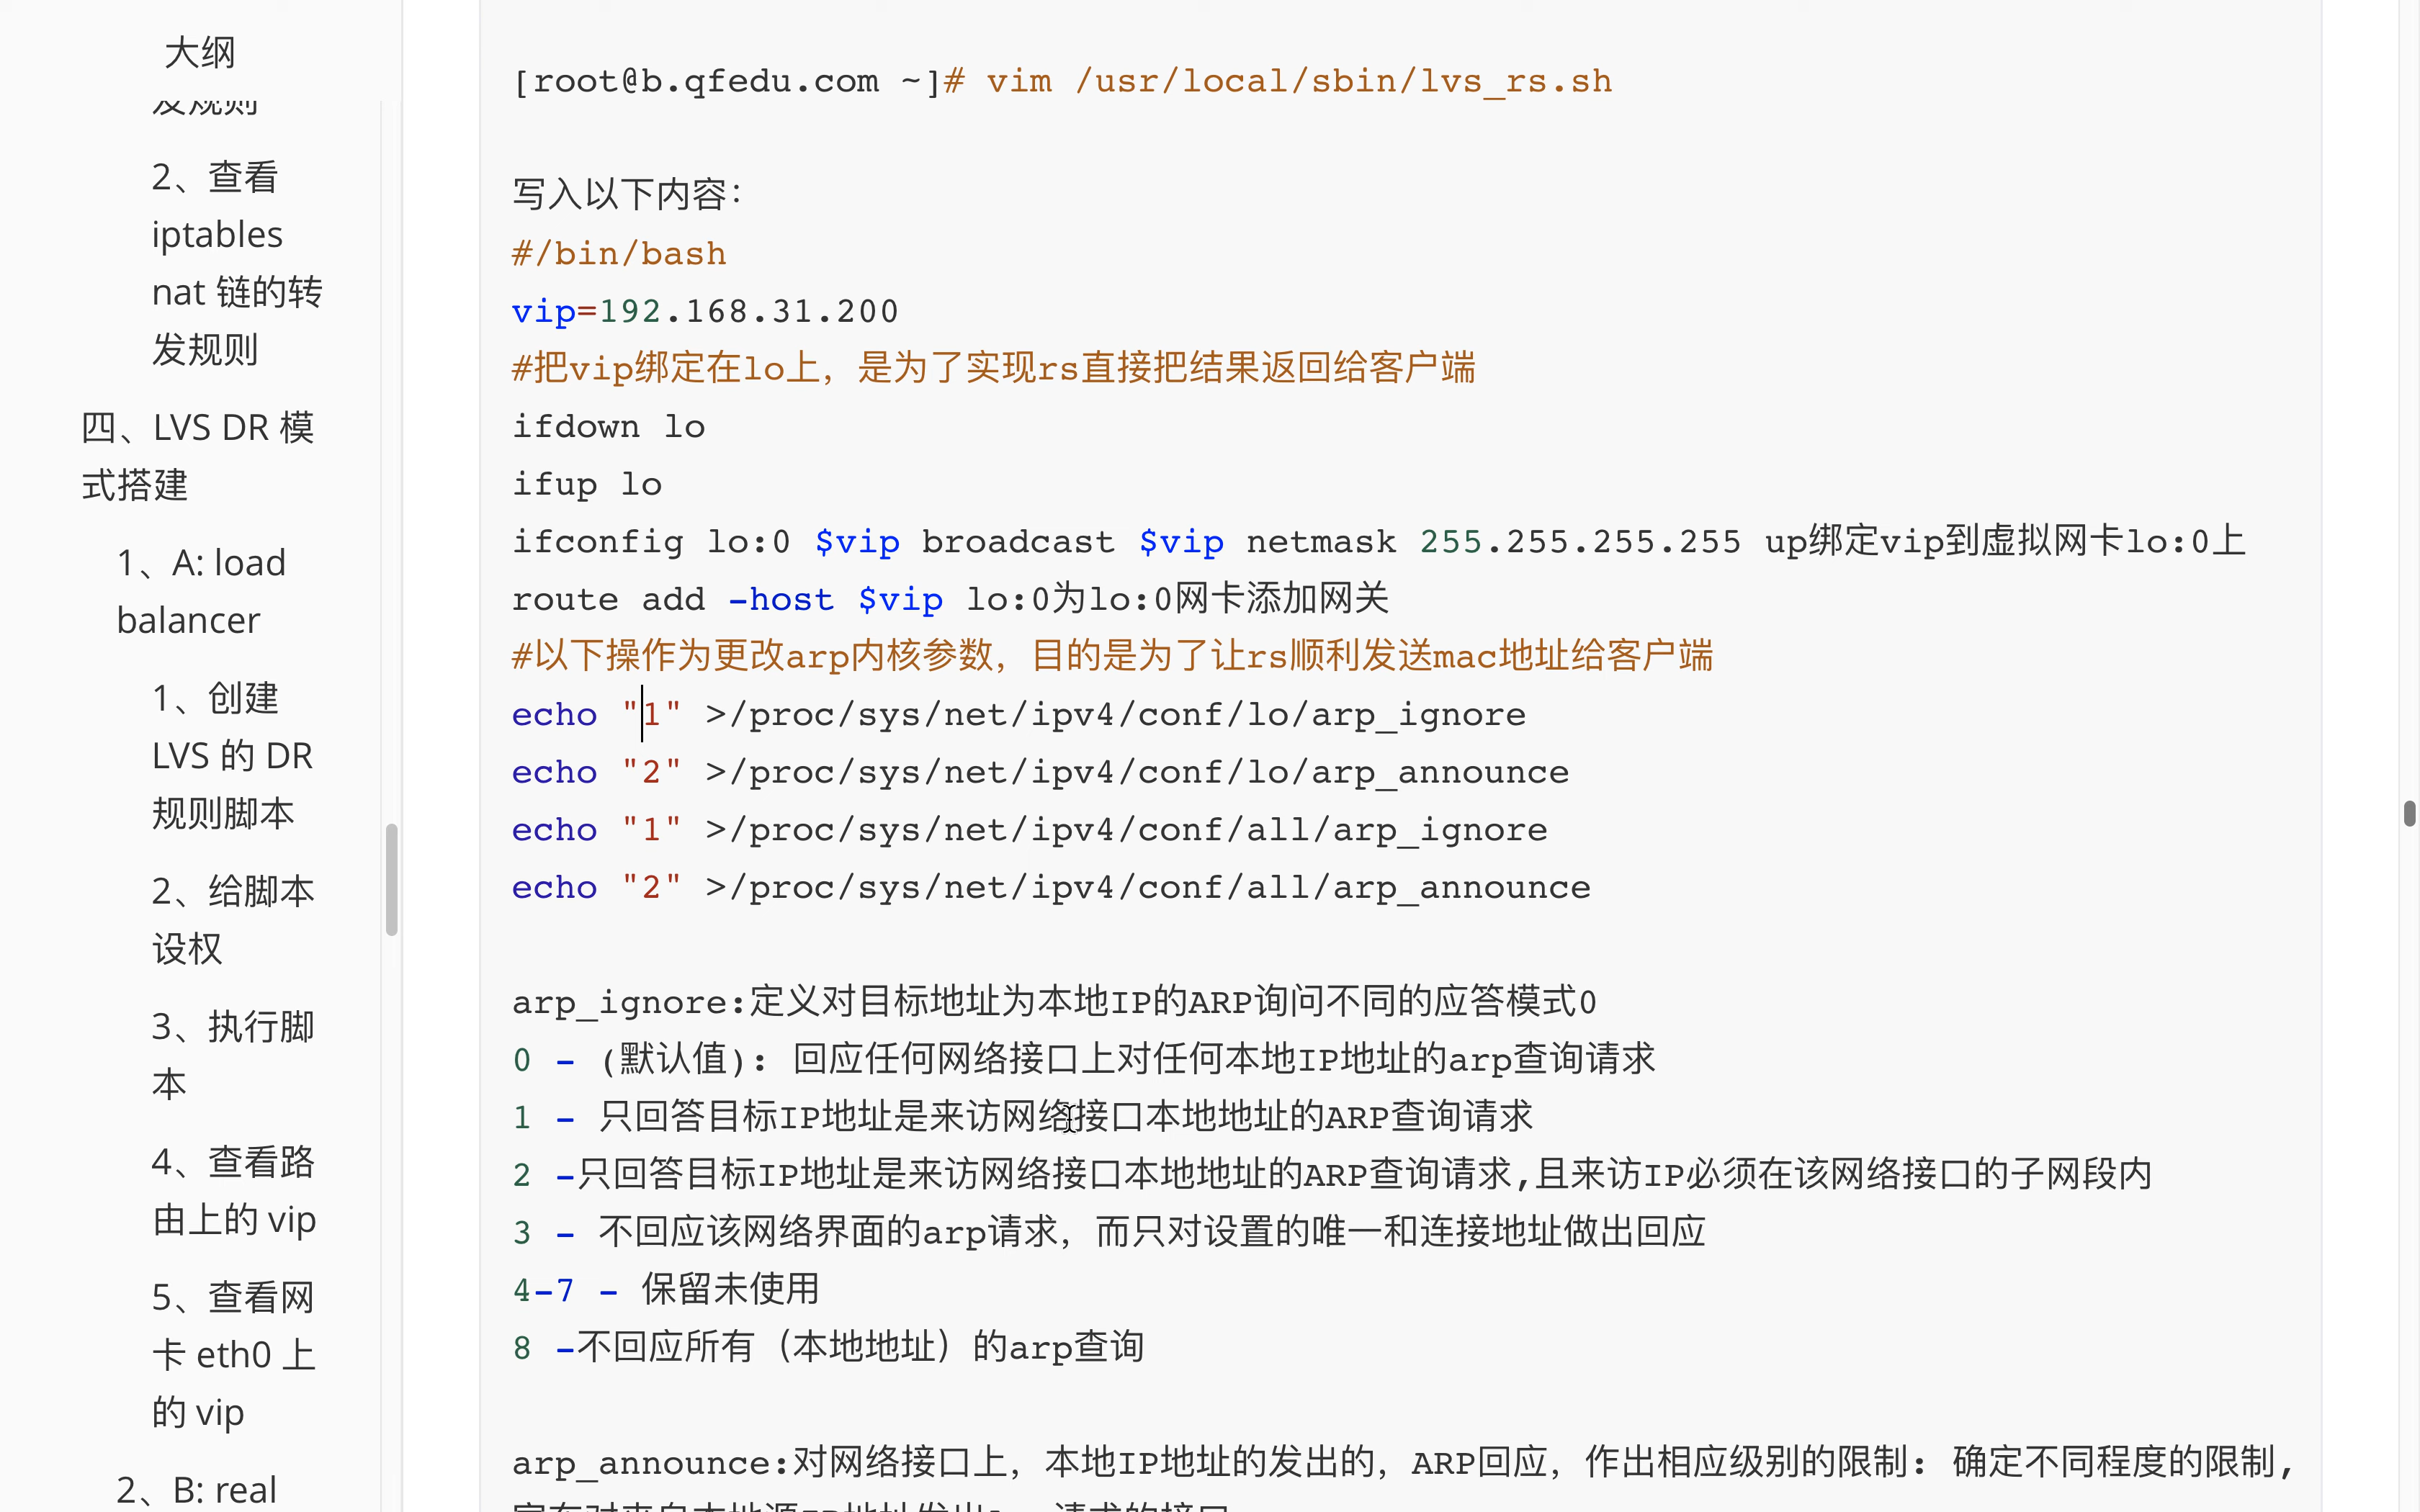 大纲
发规则
2、查看
iptables
nat 链的转
发规则
四、LVS DR 模
式搭建
1、A: load
balancer
1、创建
LVS 的 DR
规则脚本
2、给脚本
设权
3、执行脚
本
4、查看路
由上的 vip
5、查看网
卡 eth0 上
的 vip
2、B: real
[root@b.qfedu.com ~]# vim /usr/local/sbin/lvs_rs.sh
写入以下内容：
#/bin/bash
vip=192.168.31.200
#把vip绑定在lo上，是为了实现rs直接把结果返回给客户端
ifdown lo
ifup lo
ifconfig lo:0 $vip broadcast $vip netmask 255.255.255.255 up绑定vip到虚拟网卡lo:0上
route add -host $vip lo:0为lo:0网卡添加网关
#以下操作为更改arp内核参数，目的是为了让rs顺利发送mac地址给客户端
echo "1" >/proc/sys/net/ipv4/conf/lo/arp_ignore
echo "2" >/proc/sys/net/ipv4/conf/lo/arp_announce
echo "1" >/proc/sys/net/ipv4/conf/all/arp_ignore
echo "2" >/proc/sys/net/ipv4/conf/all/arp_announce
arp_ignore:定义对目标地址为本地IP的ARP询问不同的应答模式0
0 - (默认值): 回应任何网络接口上对任何本地IP地址的arp查询请求
1 - 只回答目标IP地址是来访网络接口本地地址的ARP查询请求
2 -只回答目标IP地址是来访网络接口本地地址的ARP查询请求,且来访IP必须在该网络接口的子网段内
3 - 不回应该网络界面的arp请求，而只对设置的唯一和连接地址做出回应
4-7 - 保留未使用
8 -不回应所有（本地地址）的arp查询
arp_announce:对网络接口上，本地IP地址的发出的，ARP回应，作出相应级别的限制: 确定不同程度的限制,